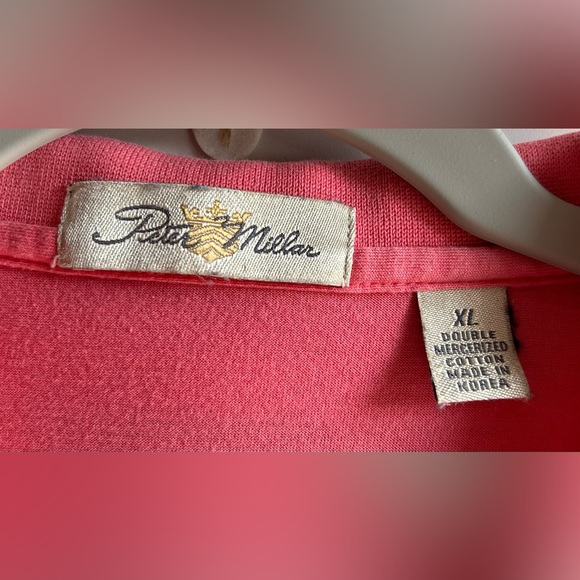 Peter Millar
XL
DOUBLE
MERCERIZED
COTTON
MADE IN
KOREA